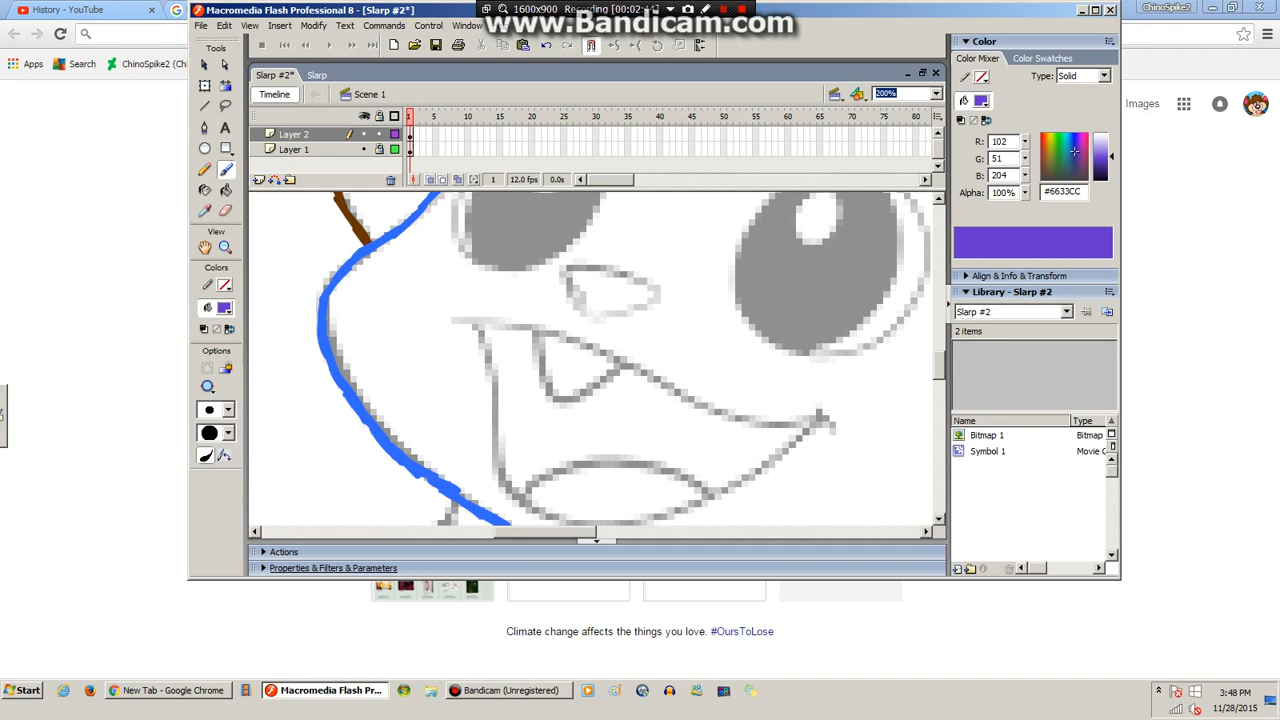 History - YouTube
Macromedia Flash Professional 8 - [Slarp #2*]
1600x900 Recording [00:02:
www.Bandicam.com
ChinoSpike2
File Edit View Insert Modify Text Commands Control
Apps Search ChinoSpike2
Images
Tools
View
Colors
Options
Slarp #2* Slarp
Timeline Scene 1 200%
1 5 10 15 20 25 30 35 40 45 50 55 60 65 70 75 80
Layer 2
Layer 1
1 12.0 fps 0.0s
Color
Color Mixer Color Swatches
Type: Solid
R: 102
G: 51
B: 204
Alpha: 100% #6633CC
Align & Info & Transform
Library - Slarp #2
Slarp #2
2 items
Name Type
Bitmap 1 Bitmap
Symbol 1 Movie C
Actions
Properties & Filters & Parameters
Climate change affects the things you love. #OursToLose
Start New Tab - Google Chrome Macromedia Flash Pr... Bandicam (Unregistered)
3:48 PM
11/28/2015